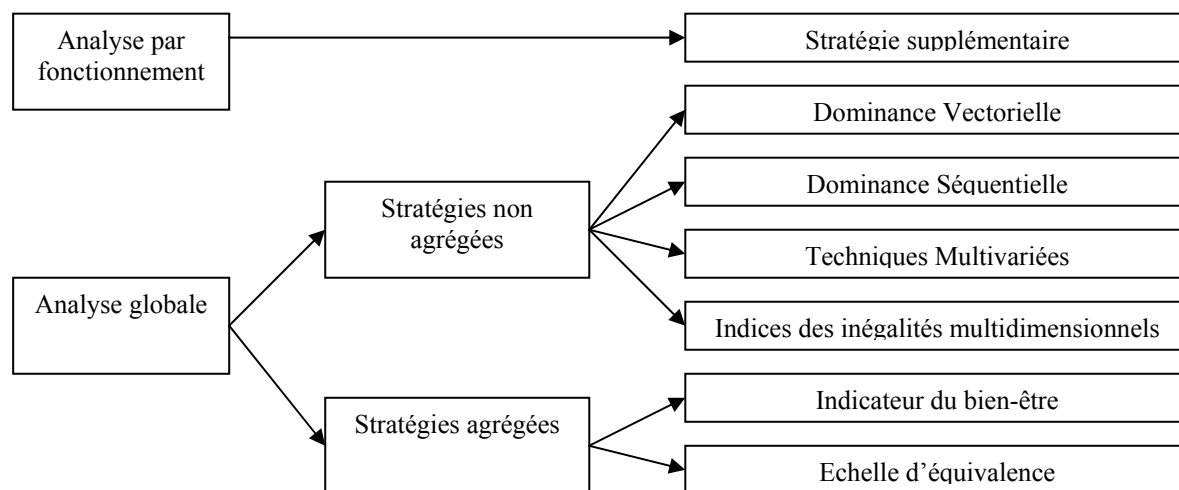 Analyse par
fonctionnement
Stratégie supplémentaire
Dominance Vectorielle
Dominance Séquentielle
Stratégies non
agrégées
Techniques Multivariées
Analyse globale
Indices des inégalités multidimensionnels
Stratégies agrégées
Indicateur du bien-être
Echelle d’équivalence